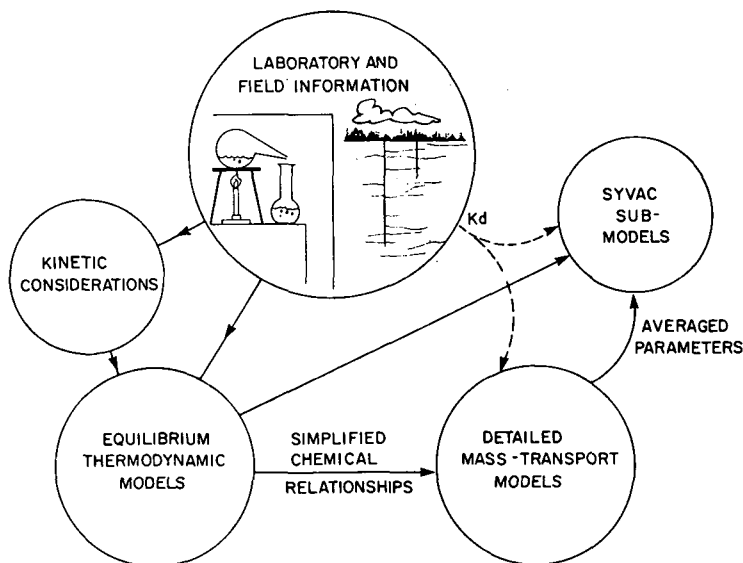 LABORATORY AND
FIELD INFORMATION
Kd
SYVAC
SUB-
MODELS
KINETIC
CONSIDERATIONS
AVERAGED
PARAMETERS
EQUILIBRIUM
THERMODYNAMIC
MODELS
SIMPLIFIED
CHEMICAL
RELATIONSHIPS
DETAILED
MASS-TRANSPORT
MODELS